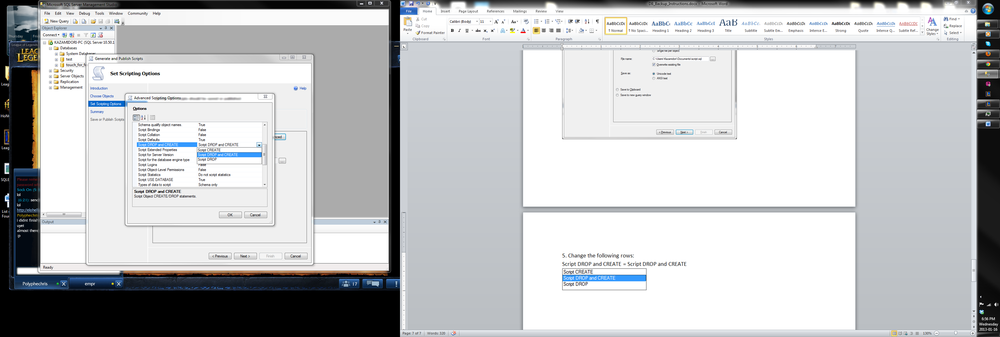 Thursday
Frid
League of Legends
LEAG
LEGE
Leag
HoN
Leag
SQLE
List
Foun
Please reme
password wi
Sock On (5:
lol
(6:21): send
lol
http://elohell
Polyphechris
i didnt finish
uyet
almost there
:p
Polyphechris
X
empr
X
17
!
Microsoft SQL Server Management Studio
File Edit View Debug Tools Window Community Help
New Query
Object Explorer
Connect
KAZAMIDORI-PC (SQL Server 10.50.1
Databases
System Databases
test
touch_for_fo
Security
Server Objects
Replication
Management
Output
Ready
Generate and Publish Scripts
Set Scripting Options
Introduction
Choose Objects
Set Scripting Options
Summary
Save or Publish Scripts
Help
nced
...
< Previous Next > Finish Cancel
Advanced Scripting Options
Options
Schema qualify object names. True
Script Bindings False
Script Collation False
Script Defaults True
Script DROP and CREATE Script DROP and CREATE
Script Extended Properties Script CREATE
Script for Server Version Script DROP and CREATE
Script for the database engine type Script DROP
Script Logins False
Script Object-Level Permissions False
Script Statistics Do not script statistics
Script USE DATABASE True
Types of data to script Schema only
Script DROP and CREATE
Script Object CREATE/DROP statements.
OK Cancel
DB_Backup_Instructions.docx - Microsoft Word
File Home Insert Page Layout References Mailings Review View
Paste
Cut
Copy
Format Painter
Clipboard
Calibri (Body) 11
B I U abc
Font
Paragraph
AaBbCcDc AaBbCcDc AaBbC AaBbCc AaBbCcI AaB AaBbCc. AaBbCcDc AaBbCcDc AaBbCcDc AaBbCcDc AaBbCcDc AaBbCcDc AaBbCcDc
¶ Normal ¶ No Spaci... Heading 1 Heading 2 Heading 3 Title Subtitle Subtle Em... Emphasis Intense E... Strong Quote Intense Q... Subtle Ref...
Change
Styles
Styles
Find
Replace
Select
Editing
1 1 2 3 4 5 6 7
Single file per object
File name: C:\Users\Kazamidori\Documents\script.sql ...
Overwrite existing file
Save as: Unicode text
ANSI text
Save to Clipboard
Save to new query window
< Previous Next > Finish Cancel
5. Change the following rows:
Script DROP and CREATE = Script DROP and CREATE
Script CREATE
Script DROP and CREATE
Script DROP
Page: 7 of 7 Words: 320
130%
6:56 PM
Wednesday
2013-01-16